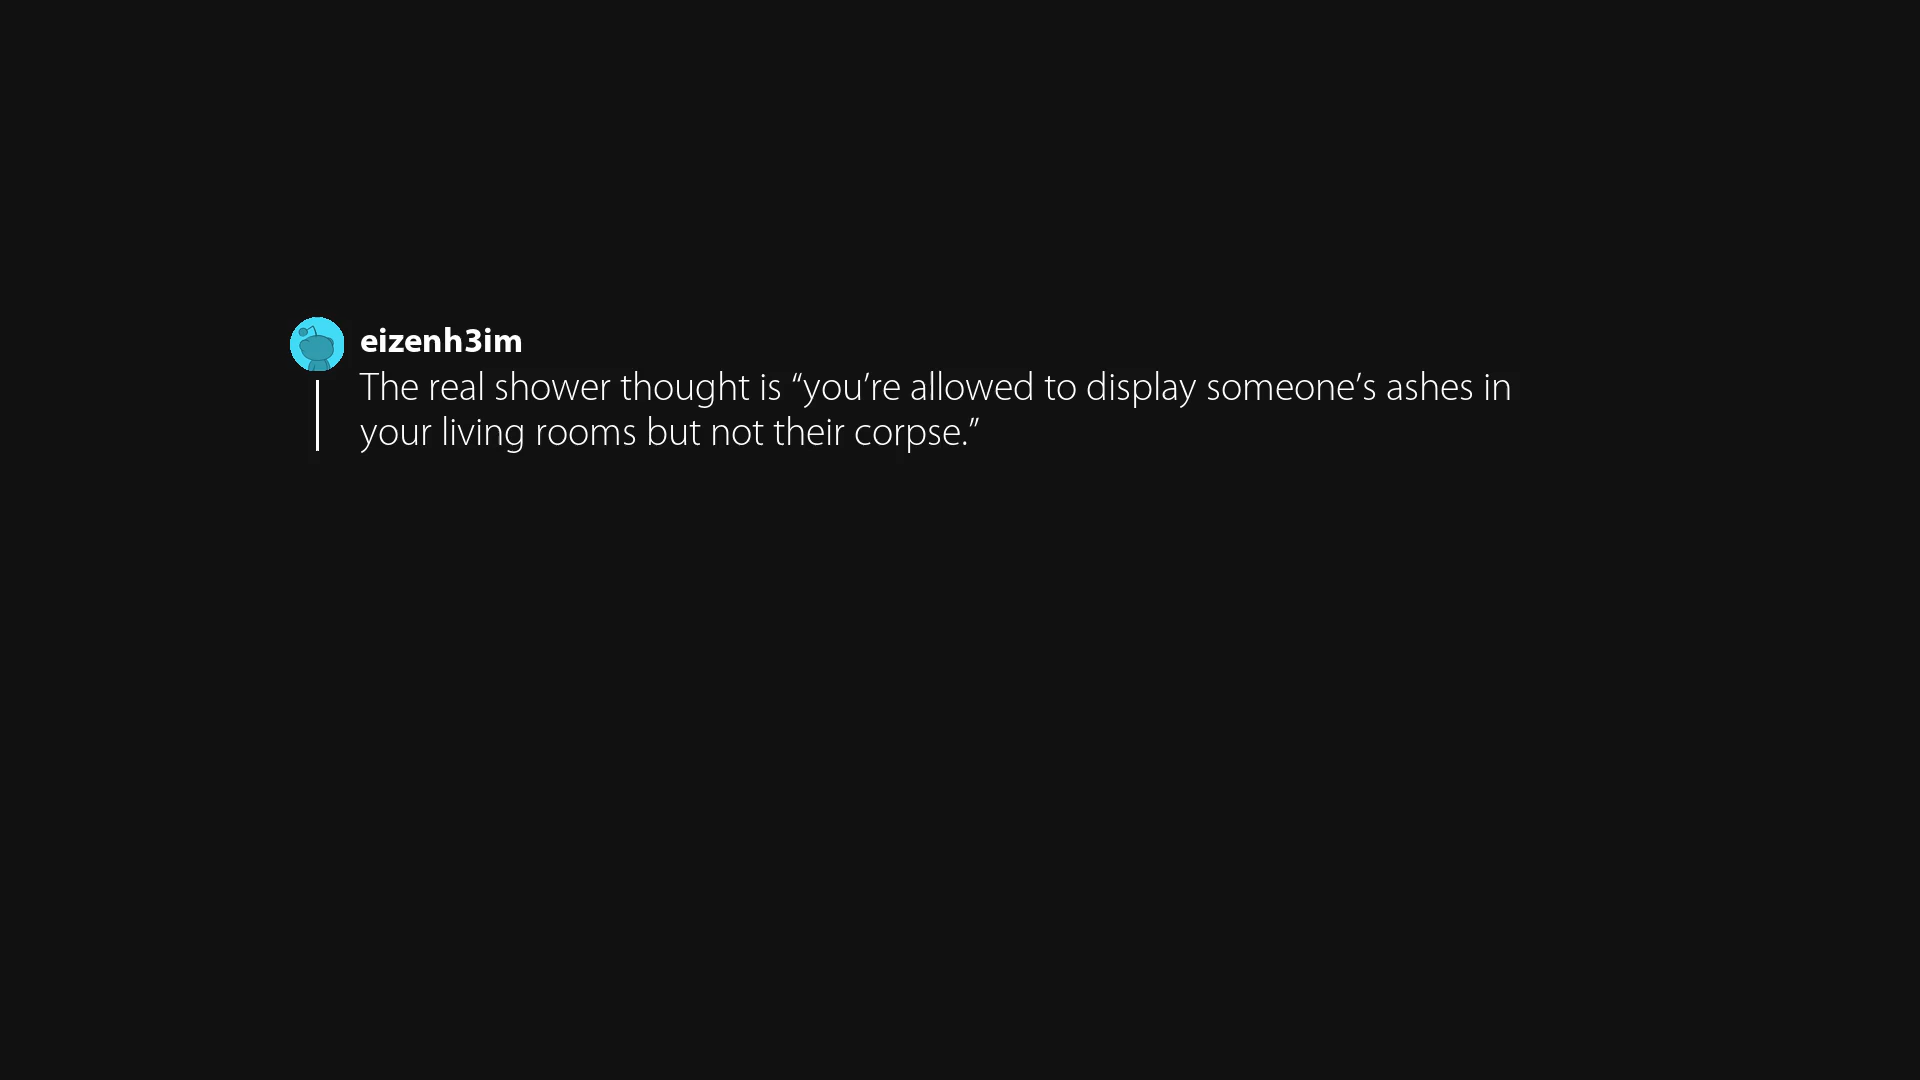 eizenh3im
The real shower thought is “you’re allowed to display someone’s ashes in
your living rooms but not their corpse.”